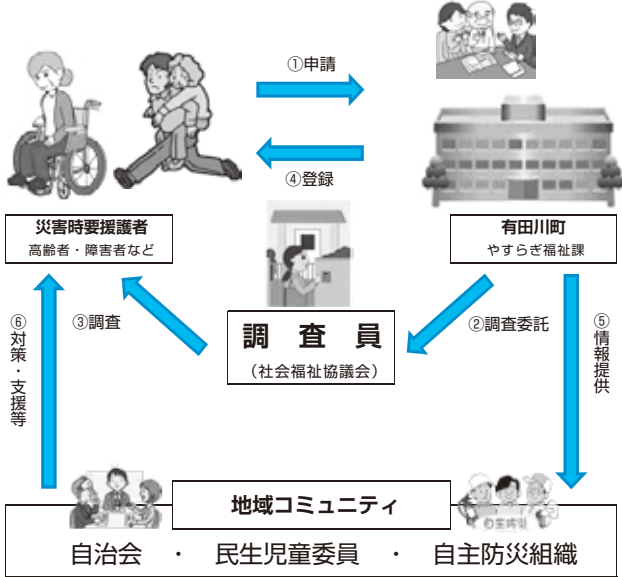 ①申請
④登録
災害時要援護者
高齢者・障害者など
有田川町
やすらぎ福祉課
③調査
②調査委託
調査員
（社会福祉協議会）
⑥対策・支援等
⑤情報提供
地域コミュニティ
自主防災
自治会 ・ 民生児童委員 ・ 自主防災組織